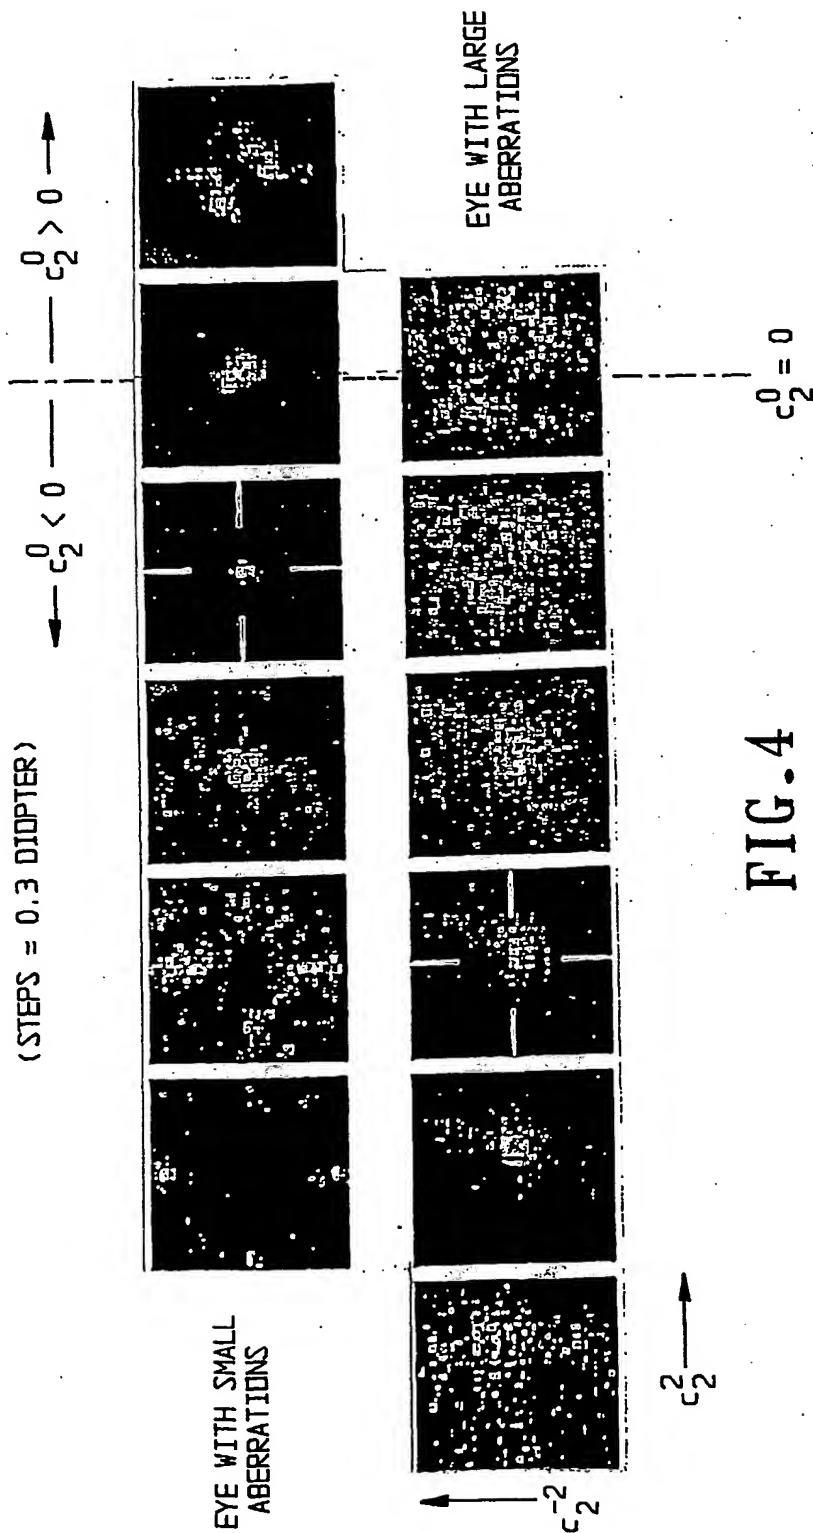 (STEPS = 0.3 DIOPTER)
← c₂⁰ < 0 — — c₂⁰ > 0 →
EYE WITH SMALL
ABERRATIONS
EYE WITH LARGE
ABERRATIONS
c₂⁻²
c₂²
c₂⁰ = 0
FIG. 4